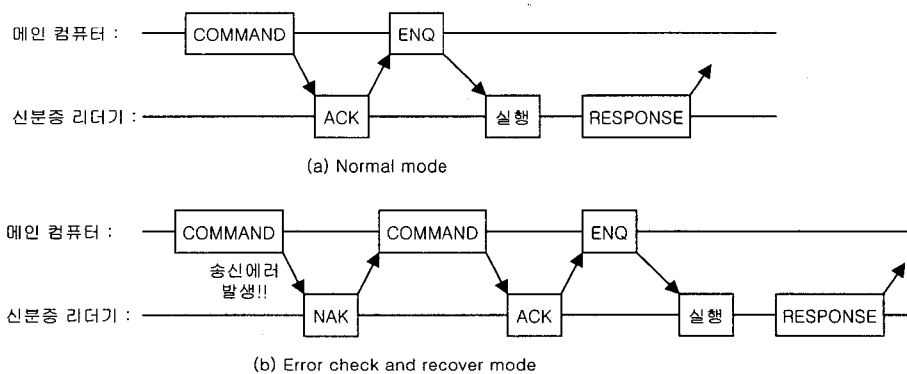 메인 컴퓨터 : COMMAND ENQ
신분증 리더기 : ACK 실행 RESPONSE
(a) Normal mode
메인 컴퓨터 : COMMAND COMMAND ENQ
송신에러
발생!!
신분증 리더기 : NAK ACK 실행 RESPONSE
(b) Error check and recover mode